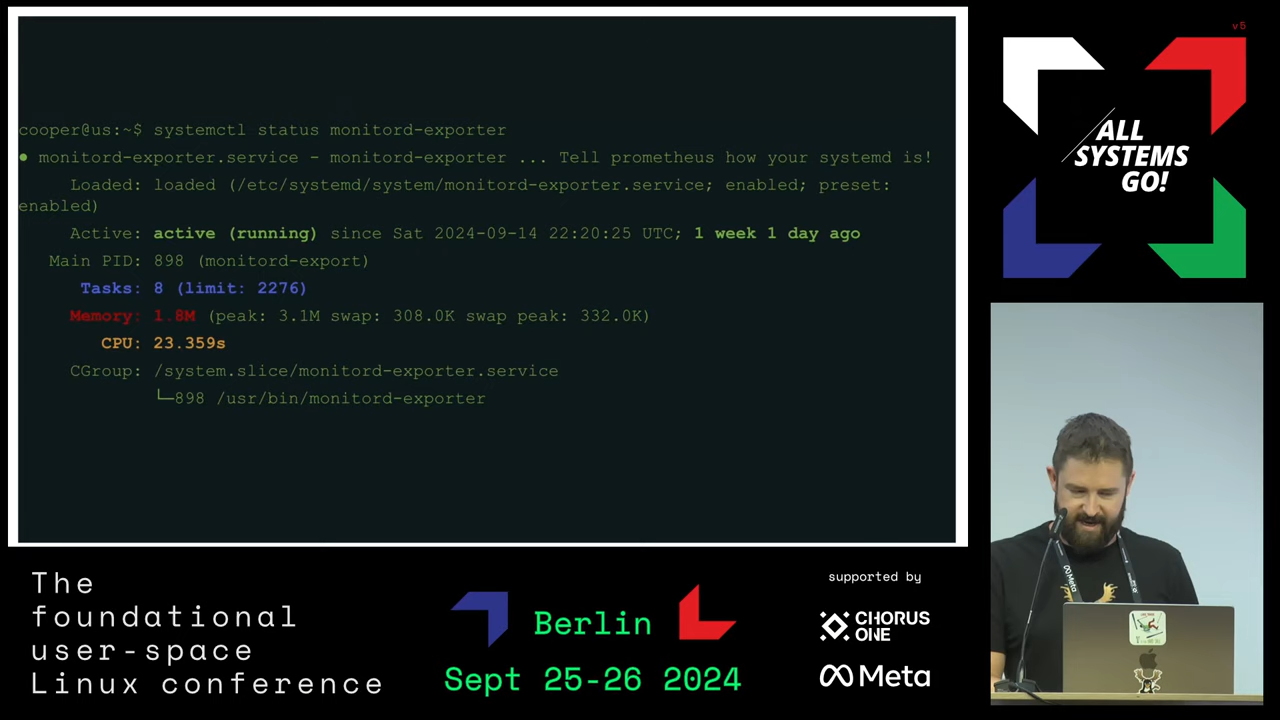 cooper@us:~$ systemctl status monitord-exporter
● monitord-exporter.service - monitord-exporter ... Tell prometheus how your systemd is!
Loaded: loaded (/etc/systemd/system/monitord-exporter.service; enabled; preset:
enabled)
Active: active (running) since Sat 2024-09-14 22:20:25 UTC; 1 week 1 day ago
Main PID: 898 (monitord-export)
Tasks: 8 (limit: 2276)
Memory: 1.8M (peak: 3.1M swap: 308.0K swap peak: 332.0K)
CPU: 23.359s
CGroup: /system.slice/monitord-exporter.service
└─898 /usr/bin/monitord-exporter
v5
ALL
SYSTEMS
GO!
Meta
The
foundational
user-space
Linux conference
Berlin
Sept 25-26 2024
supported by
CHORUS
ONE
Meta